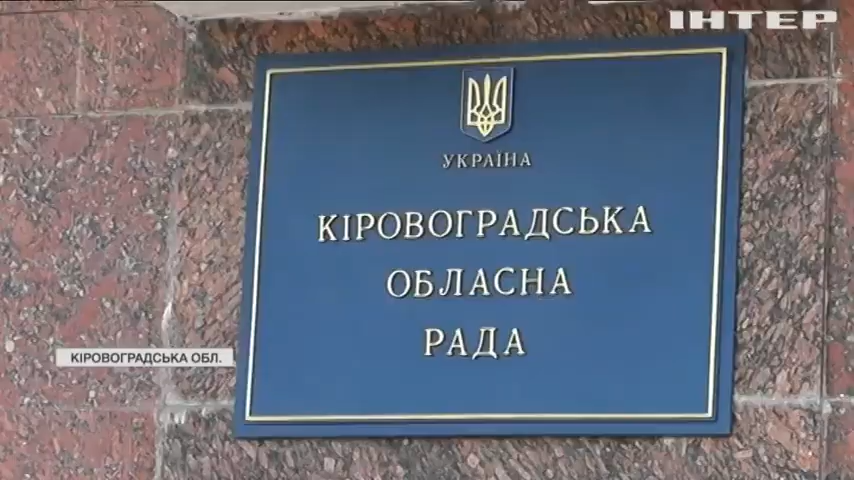 ІНТЕР
УКРАЇНА
КІРОВОГРАДСЬКА
ОБЛАСНА
РАДА
КІРОВОГРАДСЬКА ОБЛ.